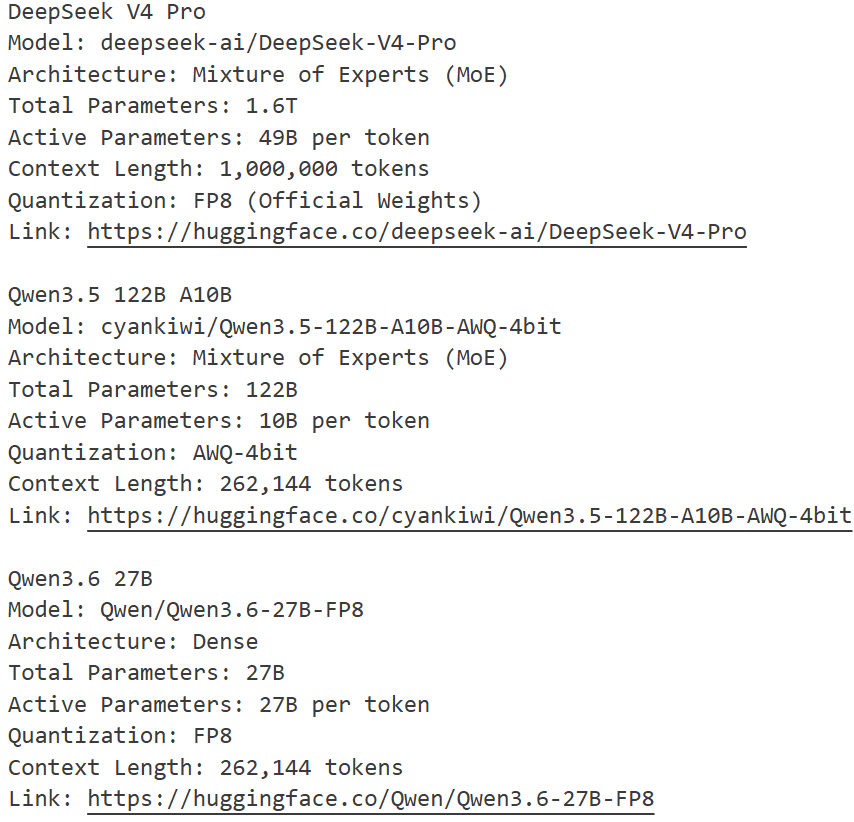 DeepSeek V4 Pro
Model: deepseek-ai/DeepSeek-V4-Pro
Architecture: Mixture of Experts (MoE)
Total Parameters: 1.6T
Active Parameters: 49B per token
Context Length: 1,000,000 tokens
Quantization: FP8 (Official Weights)
Link: https://huggingface.co/deepseek-ai/DeepSeek-V4-Pro

Qwen3.5 122B A10B
Model: cyankiwi/Qwen3.5-122B-A10B-AWQ-4bit
Architecture: Mixture of Experts (MoE)
Total Parameters: 122B
Active Parameters: 10B per token
Quantization: AWQ-4bit
Context Length: 262,144 tokens
Link: https://huggingface.co/cyankiwi/Qwen3.5-122B-A10B-AWQ-4bit

Qwen3.6 27B
Model: Qwen/Qwen3.6-27B-FP8
Architecture: Dense
Total Parameters: 27B
Active Parameters: 27B per token
Quantization: FP8
Context Length: 262,144 tokens
Link: https://huggingface.co/Qwen/Qwen3.6-27B-FP8